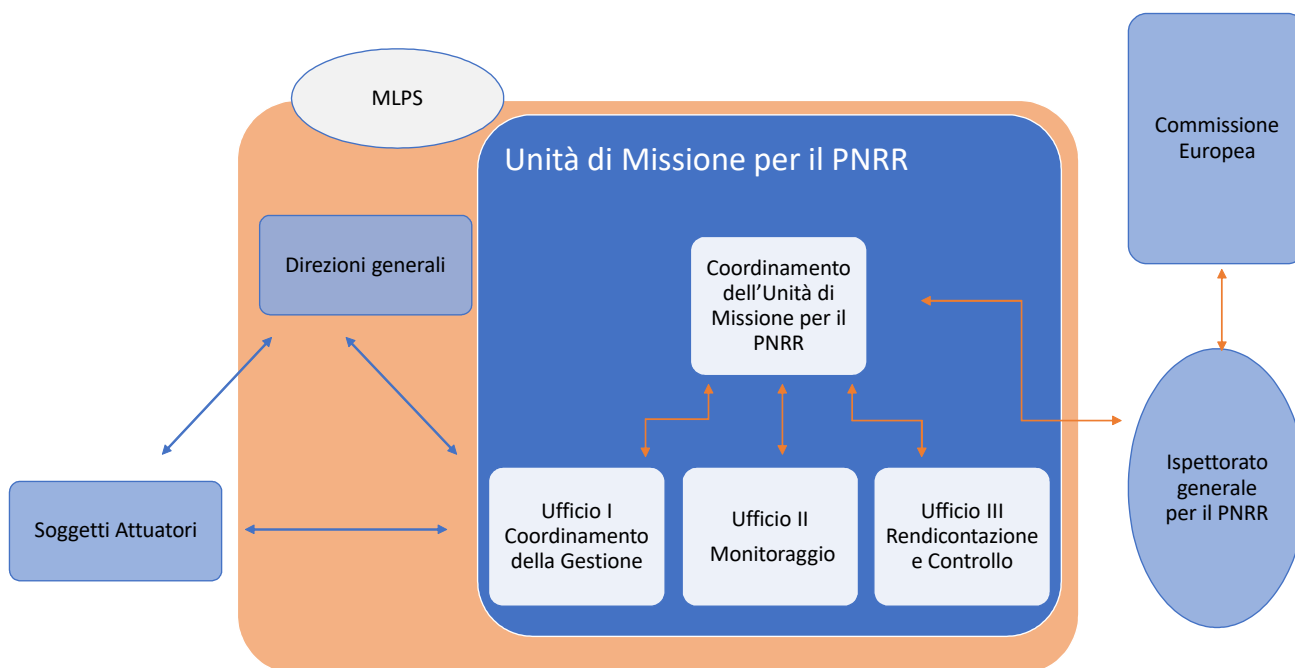 MLPS
Unità di Missione per il PNRR
Commissione
Europea
Direzioni generali
Coordinamento
dell’Unità di
Missione per il
PNRR
Soggetti Attuatori
Ufficio I
Coordinamento
della Gestione
Ufficio II
Monitoraggio
Ufficio III
Rendicontazione
e Controllo
Ispettorato
generale
per il PNRR